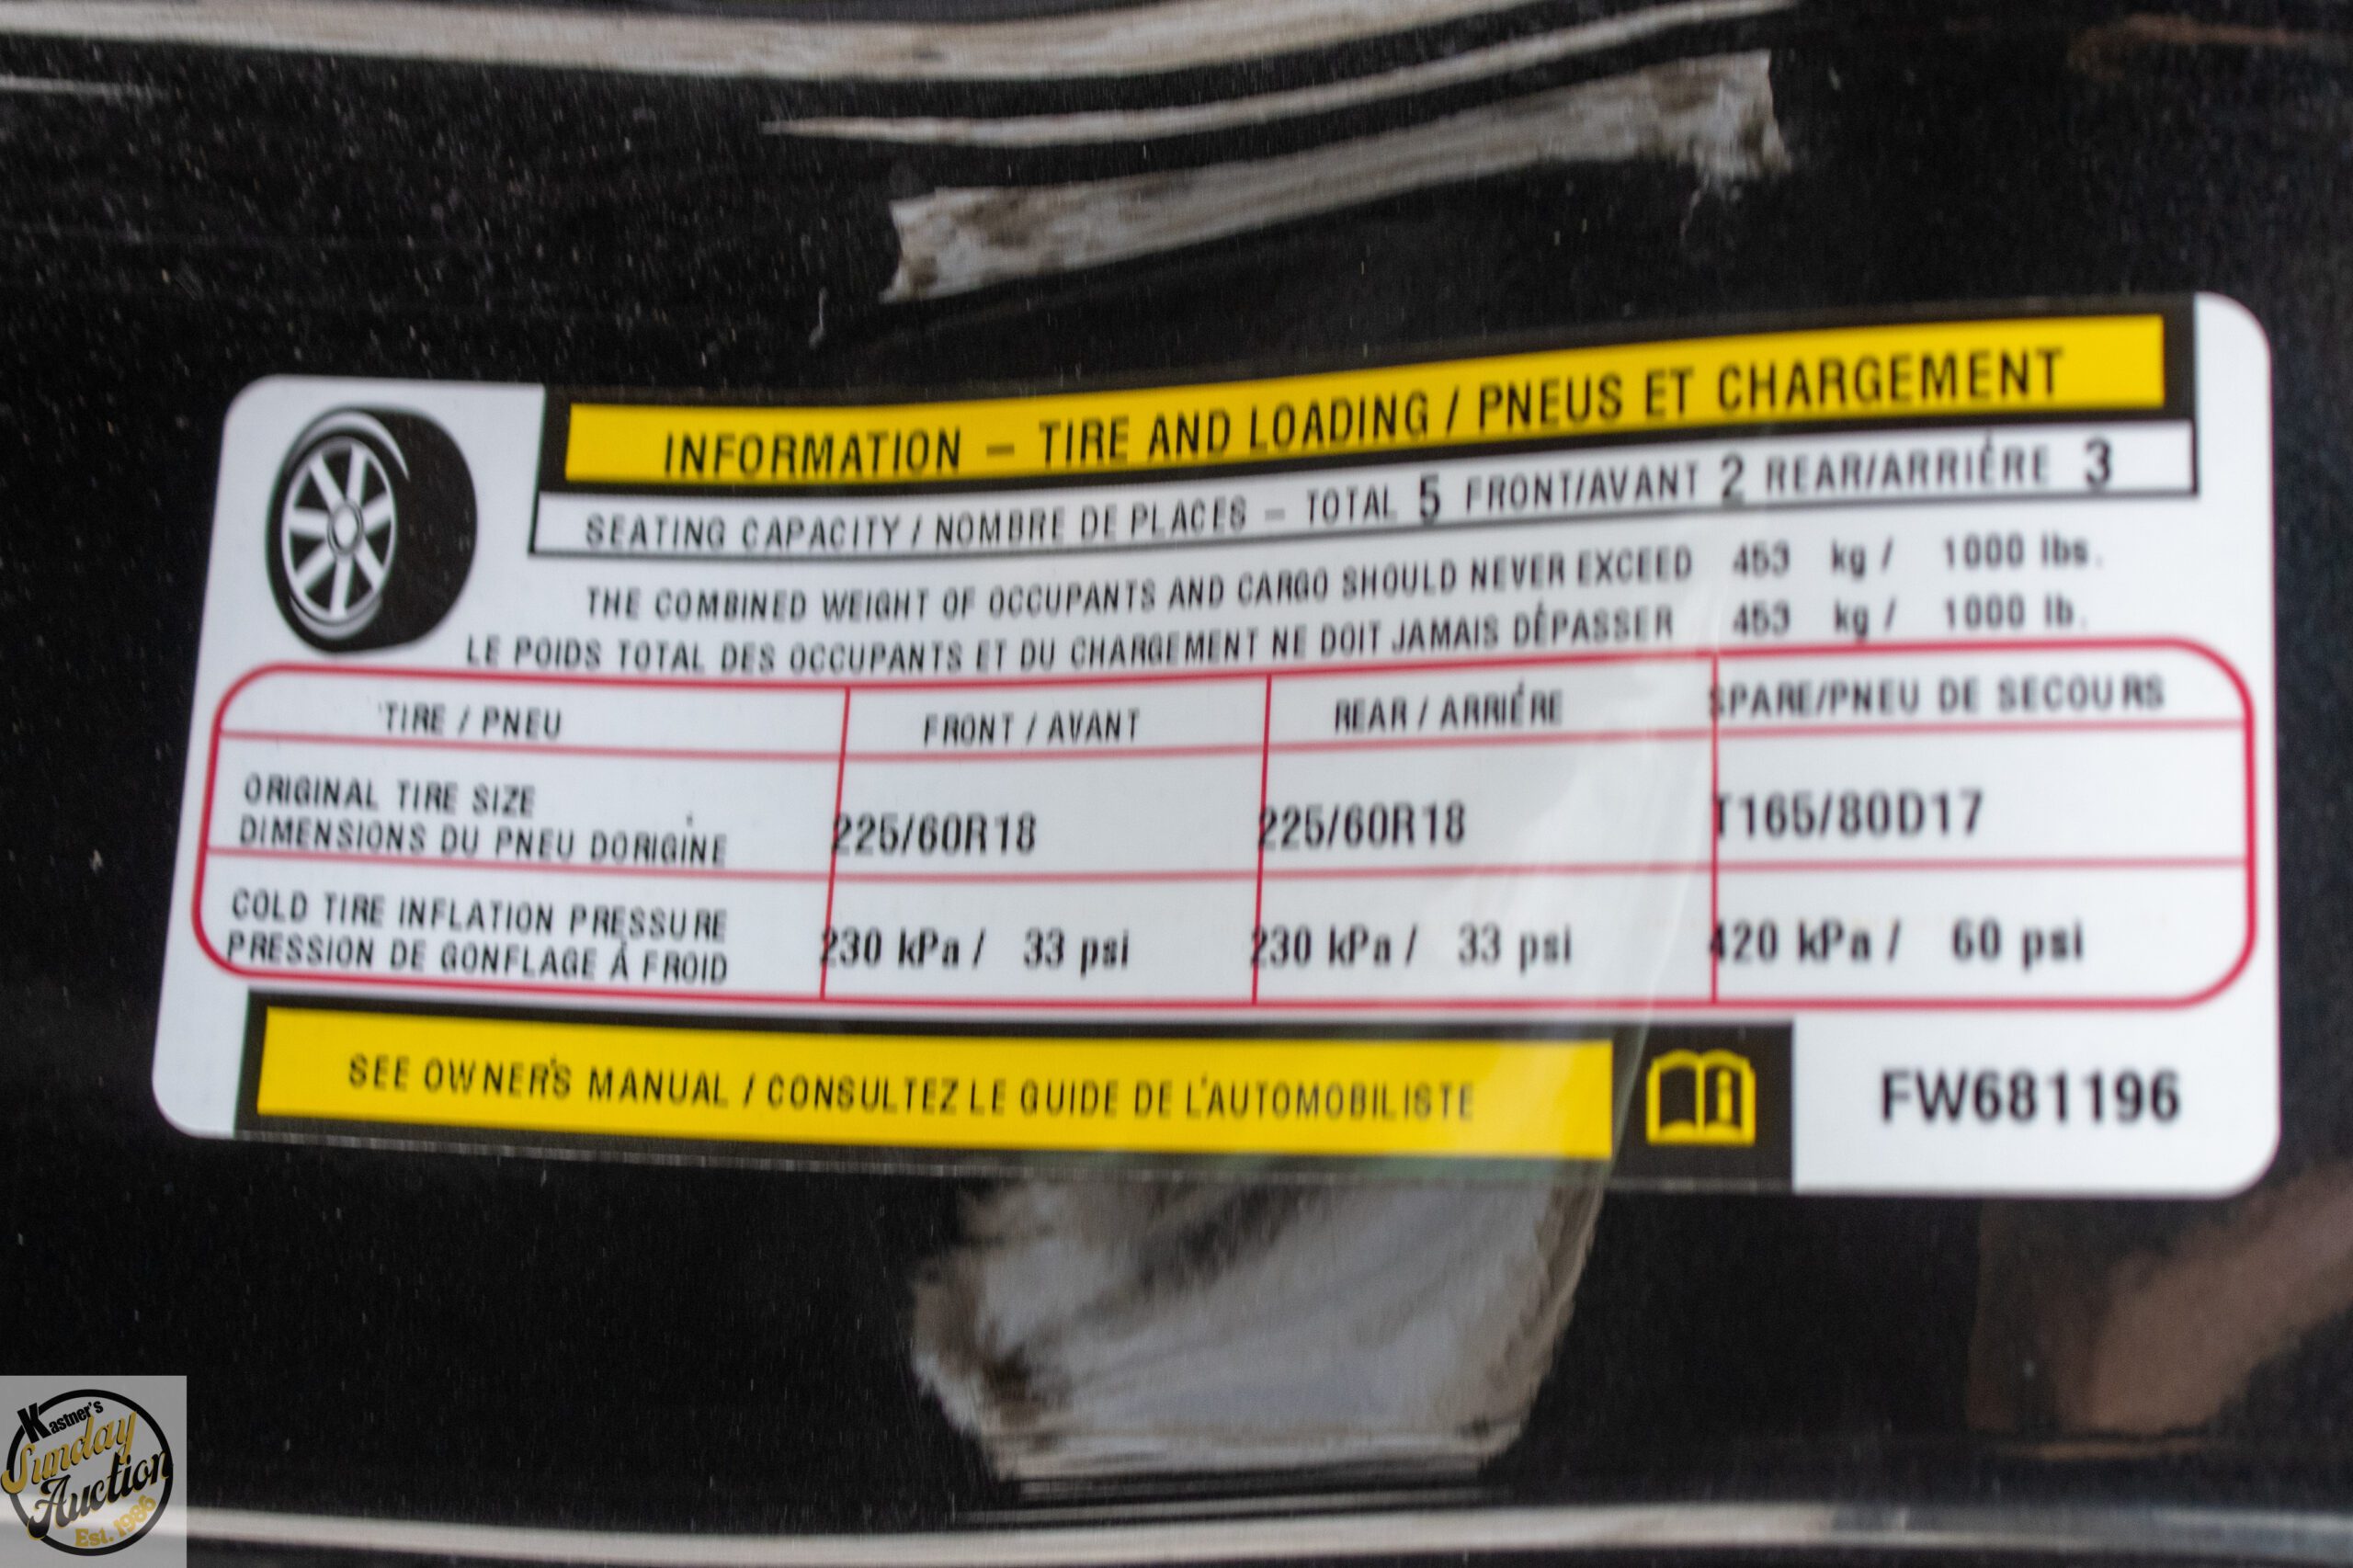 INFORMATION – TIRE AND LOADING / PNEUS ET CHARGEMENT
SEATING CAPACITY / NOMBRE DE PLACES – TOTAL 5 FRONT/AVANT 2 REAR/ARRIÉRE 3
THE COMBINED WEIGHT OF OCCUPANTS AND CARGO SHOULD NEVER EXCEED 453 kg / 1000 lbs.
LE POIDS TOTAL DES OCCUPANTS ET DU CHARGEMENT NE DOIT JAMAIS DÉPASSER 453 kg / 1000 lb.
TIRE / PNEU FRONT / AVANT REAR / ARRIÉRE SPARE/PNEU DE SECOURS
ORIGINAL TIRE SIZE
DIMENSIONS DU PNEU D'ORIGINE 225/60R18 225/60R18 T165/80D17
COLD TIRE INFLATION PRESSURE
PRESSION DE GONFLAGE À FROID 230 kPa / 33 psi 230 kPa / 33 psi 420 kPa / 60 psi
SEE OWNER'S MANUAL / CONSULTEZ LE GUIDE DE L'AUTOMOBILISTE
FW681196
Kastner's
Sunday
Auction
Est. 1986